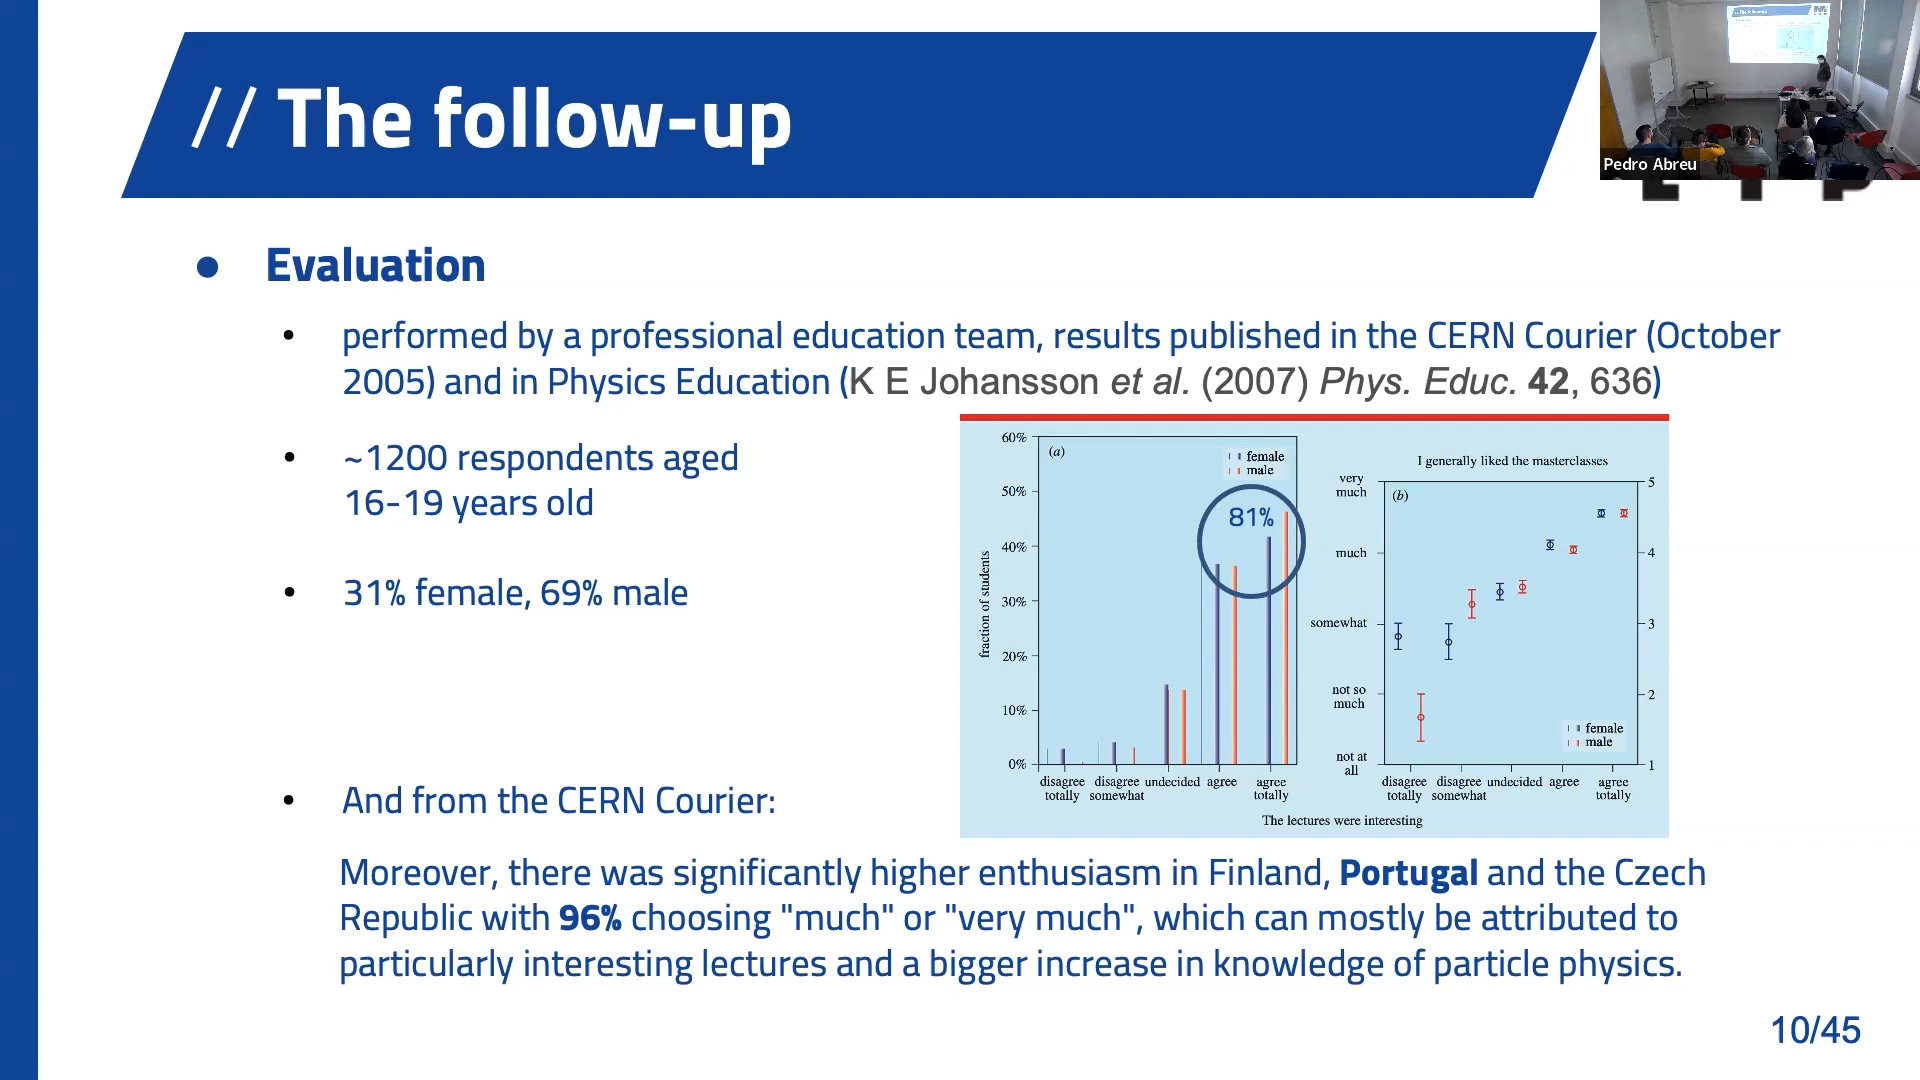 // The follow-up
Pedro Abreu
● Evaluation
• performed by a professional education team, results published in the CERN Courier (October
2005) and in Physics Education (K E Johansson et al. (2007) Phys. Educ. 42, 636)
• ~1200 respondents aged
16-19 years old
• 31% female, 69% male
60%
50%
40%
30%
20%
10%
0%
fraction of students
(a)
female
male
81%
disagree totally
disagree somewhat
undecided
agree
agree totally
I generally liked the masterclasses
very much
much
somewhat
not so much
not at all
(b)
5
4
3
2
1
female
male
disagree totally
disagree somewhat
undecided
agree
agree totally
The lectures were interesting
• And from the CERN Courier:
Moreover, there was significantly higher enthusiasm in Finland, Portugal and the Czech
Republic with 96% choosing "much" or "very much", which can mostly be attributed to
particularly interesting lectures and a bigger increase in knowledge of particle physics.
10/45